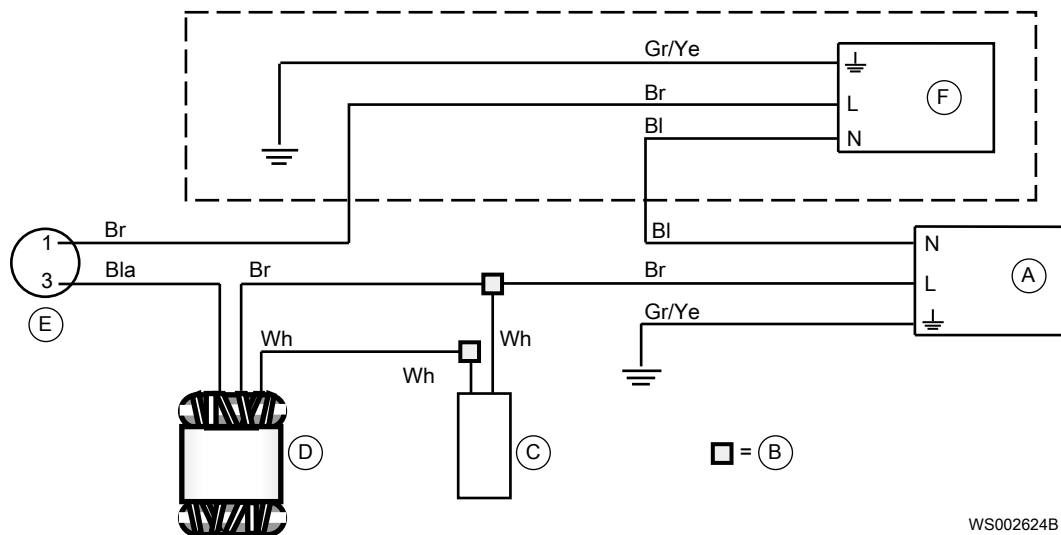 Gr/Ye
F
Br
L
Bl
N
1
Br
Bl
N
3
Bla
Br
Br
L
A
E
Gr/Ye
Wh
Wh
Wh
D
C
= B
WS002624B